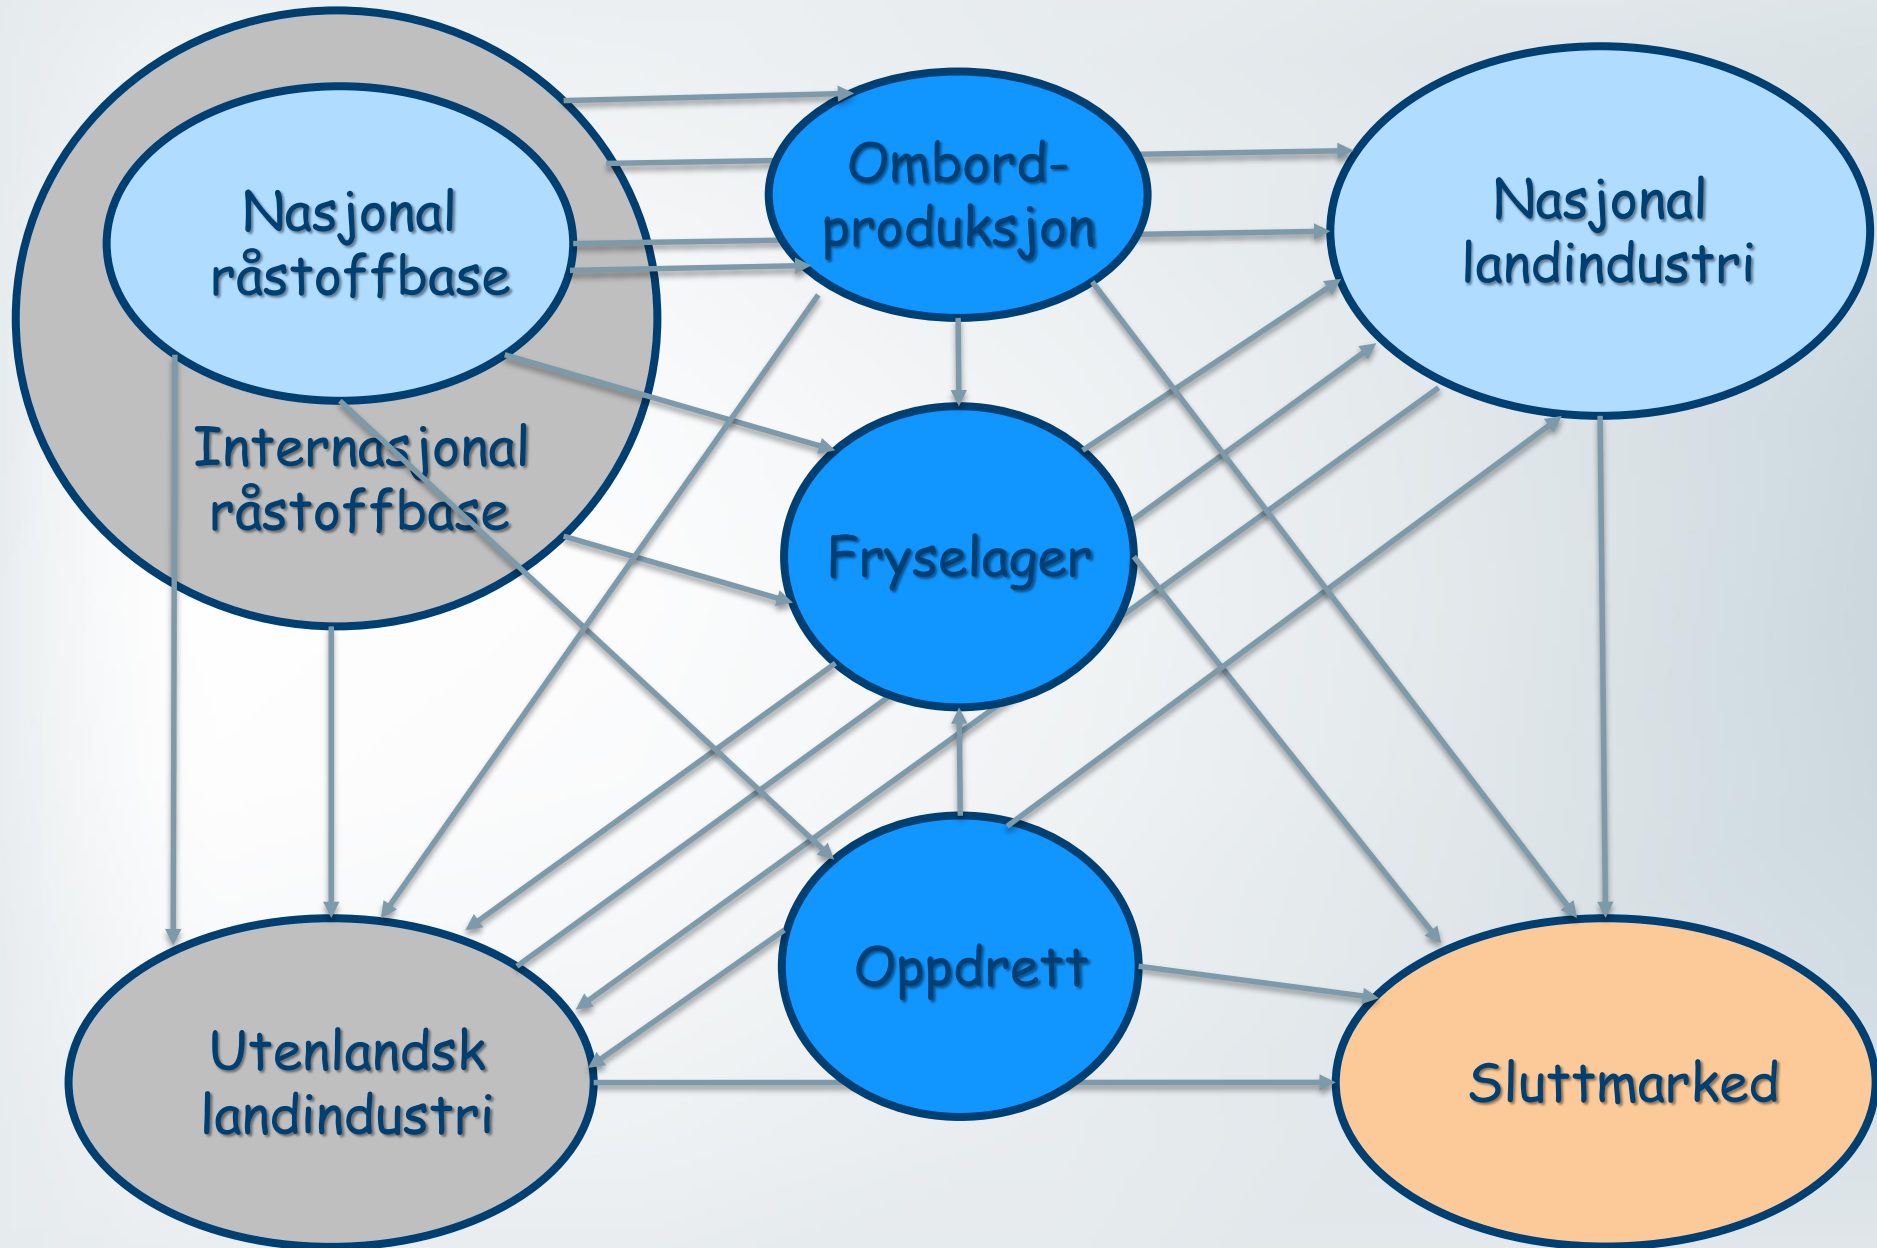 Nasjonal
råstoffbase
Internasjonal
råstoffbase
Ombord-
produksjon
Nasjonal
landindustri
Fryselager
Oppdrett
Utenlandsk
landindustri
Sluttmarked